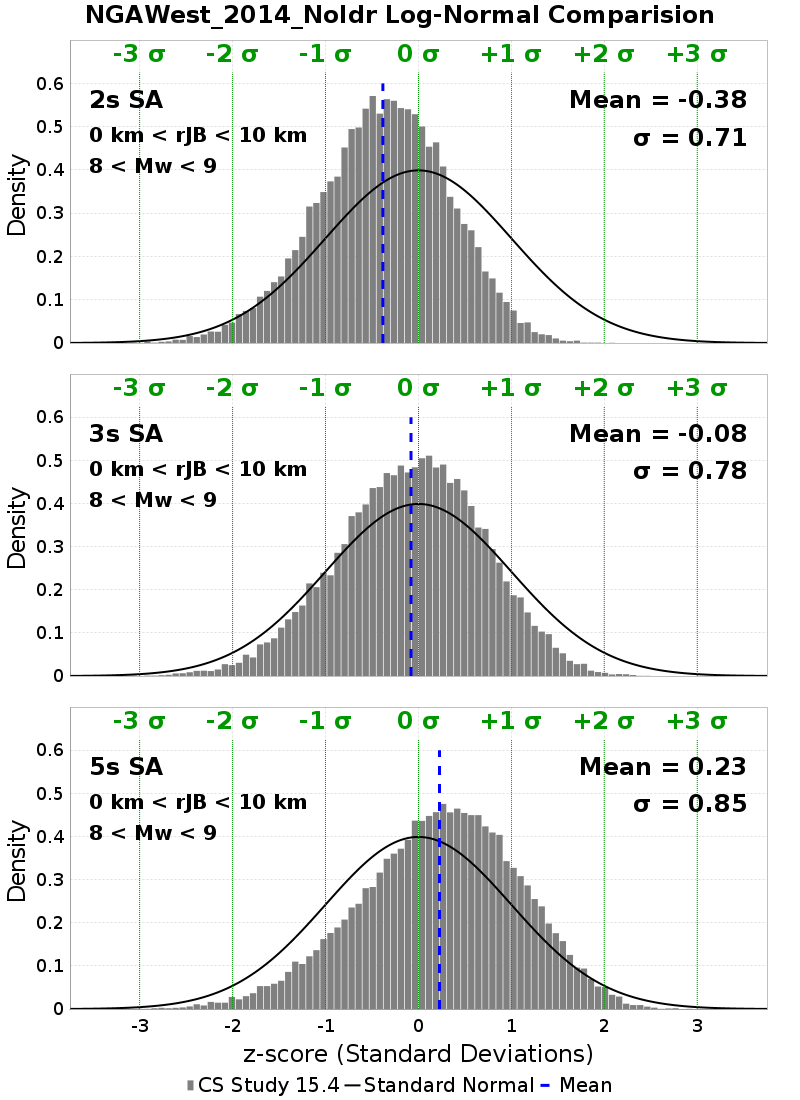 NGAWest_2014_NoIdr Log-Normal Comparision
-3 σ -2 σ -1 σ 0 σ +1 σ +2 σ +3 σ
2s SA
Mean = -0.38
0 km < rJB < 10 km
σ = 0.71
8 < Mw < 9
Density
0.6
0.5
0.4
0.3
0.2
0.1
0
-3 σ -2 σ -1 σ 0 σ +1 σ +2 σ +3 σ
3s SA
Mean = -0.08
0 km < rJB < 10 km
σ = 0.78
8 < Mw < 9
Density
0.6
0.5
0.4
0.3
0.2
0.1
0
-3 σ -2 σ -1 σ 0 σ +1 σ +2 σ +3 σ
5s SA
Mean = 0.23
0 km < rJB < 10 km
σ = 0.85
8 < Mw < 9
Density
0.6
0.5
0.4
0.3
0.2
0.1
0
-3 -2 -1 0 1 2 3
z-score (Standard Deviations)
CS Study 15.4 Standard Normal Mean